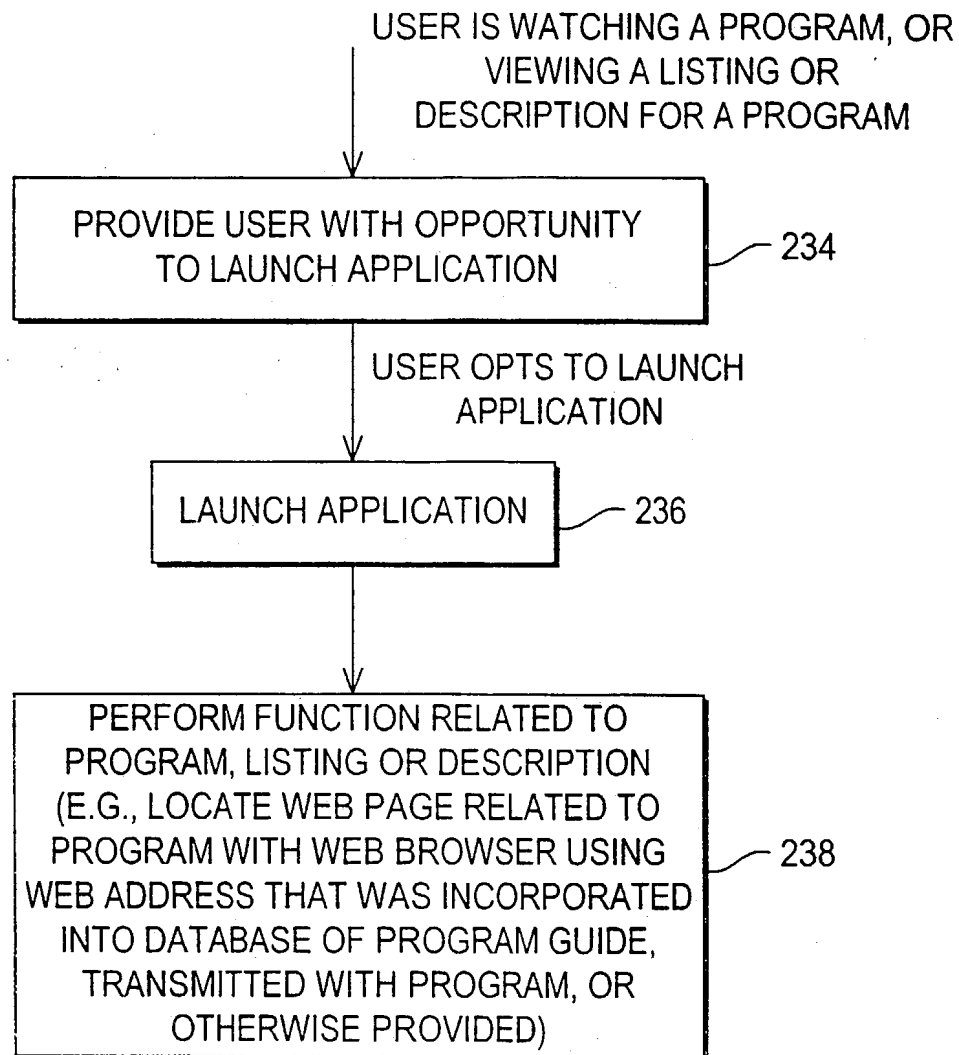 USER IS WATCHING A PROGRAM, OR
VIEWING A LISTING OR
DESCRIPTION FOR A PROGRAM
PROVIDE USER WITH OPPORTUNITY
TO LAUNCH APPLICATION
234
USER OPTS TO LAUNCH
APPLICATION
LAUNCH APPLICATION
236
PERFORM FUNCTION RELATED TO
PROGRAM, LISTING OR DESCRIPTION
(E.G., LOCATE WEB PAGE RELATED TO
PROGRAM WITH WEB BROWSER USING
WEB ADDRESS THAT WAS INCORPORATED
INTO DATABASE OF PROGRAM GUIDE,
TRANSMITTED WITH PROGRAM, OR
OTHERWISE PROVIDED)
238